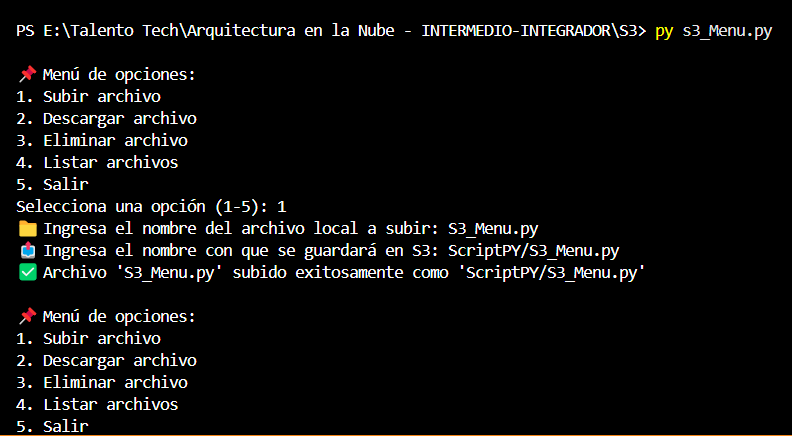 PS E:\Talento Tech\Arquitectura en la Nube - INTERMEDIO-INTEGRADOR\S3> py s3_Menu.py
📌 Menú de opciones:
1. Subir archivo
2. Descargar archivo
3. Eliminar archivo
4. Listar archivos
5. Salir
Selecciona una opción (1-5): 1
📁 Ingresa el nombre del archivo local a subir: S3_Menu.py
📤 Ingresa el nombre con que se guardará en S3: ScriptPY/S3_Menu.py
✅ Archivo 'S3_Menu.py' subido exitosamente como 'ScriptPY/S3_Menu.py'
📌 Menú de opciones:
1. Subir archivo
2. Descargar archivo
3. Eliminar archivo
4. Listar archivos
5. Salir